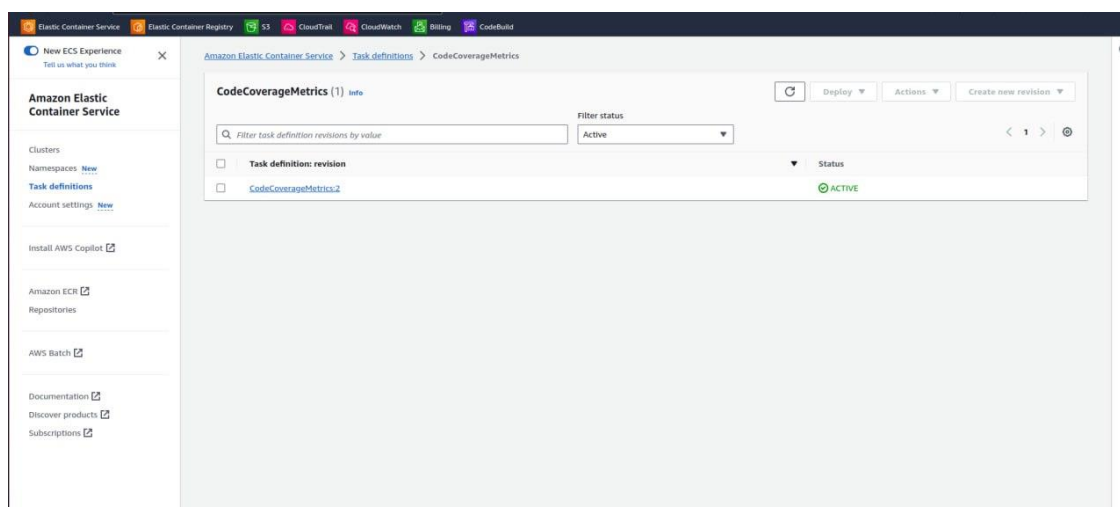 Elastic Container Service Elastic Container Registry S3 CloudTrail CloudWatch Billing CodeBuild
New ECS Experience
Tell us what you think
Amazon Elastic
Container Service
Clusters
Namespaces New
Task definitions
Account settings New
Install AWS Copilot
Amazon ECR
Repositories
AWS Batch
Documentation
Discover products
Subscriptions
Amazon Elastic Container Service > Task definitions > CodeCoverageMetrics
CodeCoverageMetrics (1) Info
Deploy Actions Create new revision
Filter status
Filter task definition revisions by value
Active
1
Task definition: revision Status
CodeCoverageMetrics:2 ACTIVE